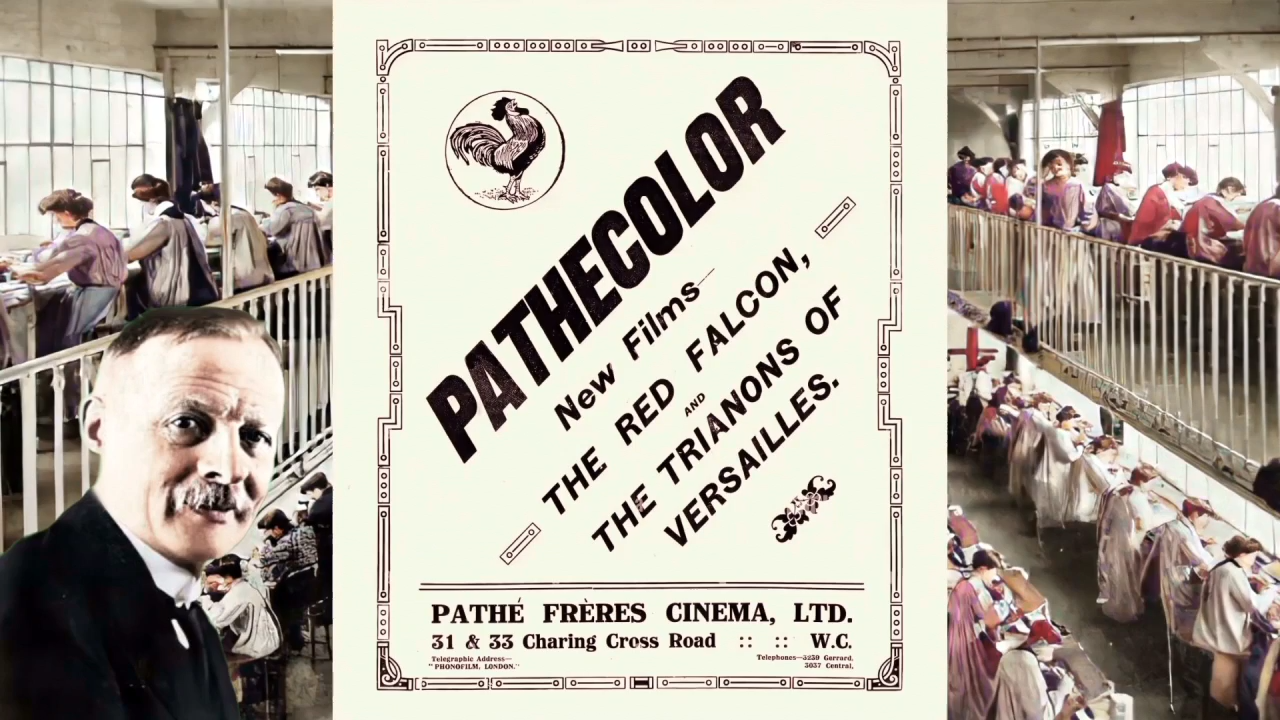 PATHECOLOR
New Films
THE RED FALCON,
AND
THE TRIANONS OF
VERSAILLES.
PATHÉ FRÈRES CINEMA, LTD.
31 & 33 Charing Cross Road :: :: W.C.
Telegraphic Address—
"PHONOFILM, LONDON."
Telephones—3259 Gerrard.
3057 Central.